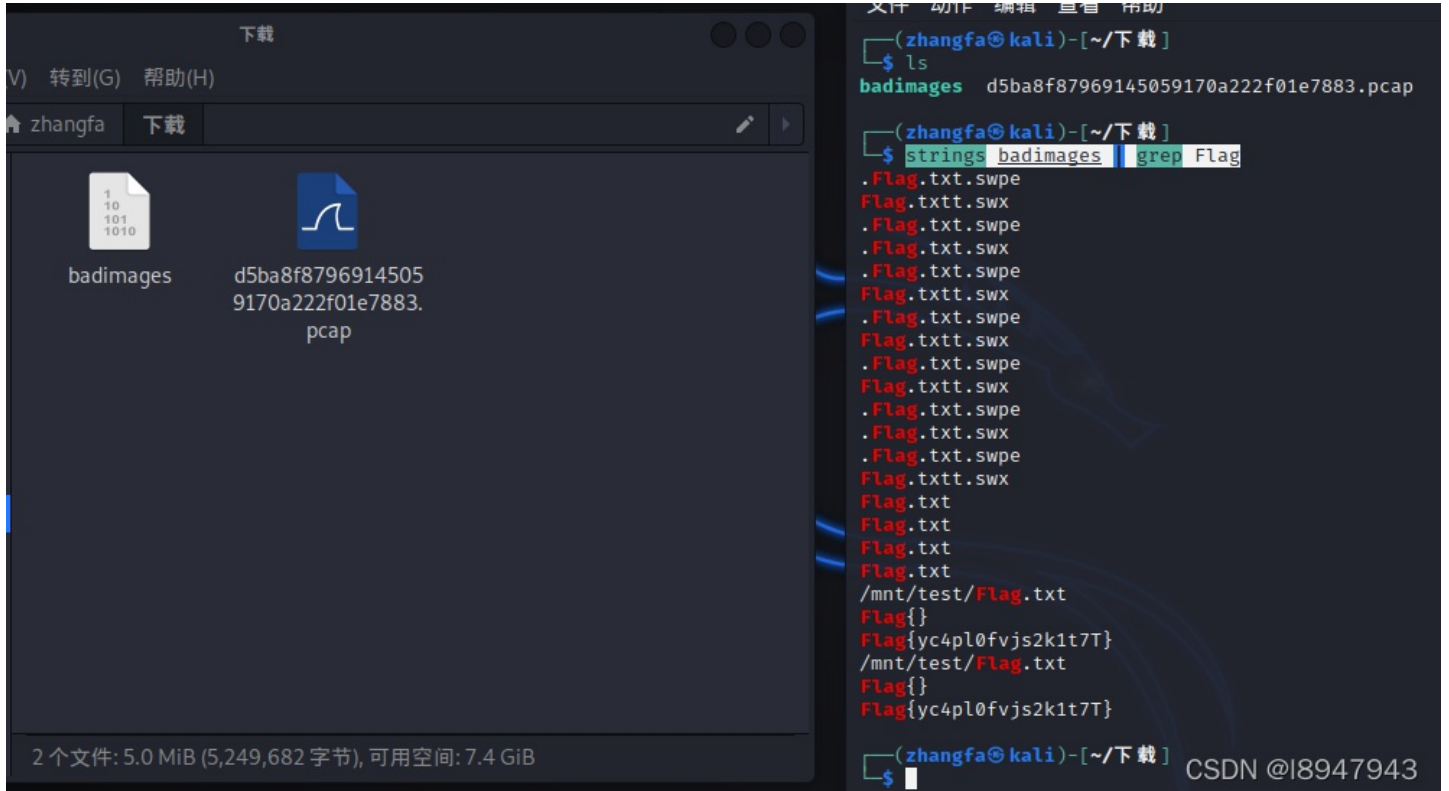 下载
(V) 转到(G) 帮助(H)
zhangfa 下载
1
10
101
1010
badimages
d5ba8f8796914505
9170a222f01e7883.
pcap
2 个文件: 5.0 MiB (5,249,682 字节), 可用空间: 7.4 GiB
文件 动作 编辑 查看 帮助
┌──(zhangfa㉿kali)-[~/下载]
└─$ ls
badimages d5ba8f87969145059170a222f01e7883.pcap
┌──(zhangfa㉿kali)-[~/下载]
└─$ strings badimages | grep Flag
.Flag.txt.swpe
Flag.txtt.swx
.Flag.txt.swpe
.Flag.txt.swx
.Flag.txt.swpe
Flag.txtt.swx
.Flag.txt.swpe
Flag.txtt.swx
.Flag.txt.swpe
Flag.txtt.swx
.Flag.txt.swpe
.Flag.txt.swx
.Flag.txt.swpe
Flag.txtt.swx
Flag.txt
Flag.txt
Flag.txt
Flag.txt
/mnt/test/Flag.txt
Flag{}
Flag{yc4pl0fvjs2k1t7T}
/mnt/test/Flag.txt
Flag{}
Flag{yc4pl0fvjs2k1t7T}
┌──(zhangfa㉿kali)-[~/下载]
└─$
CSDN @l8947943